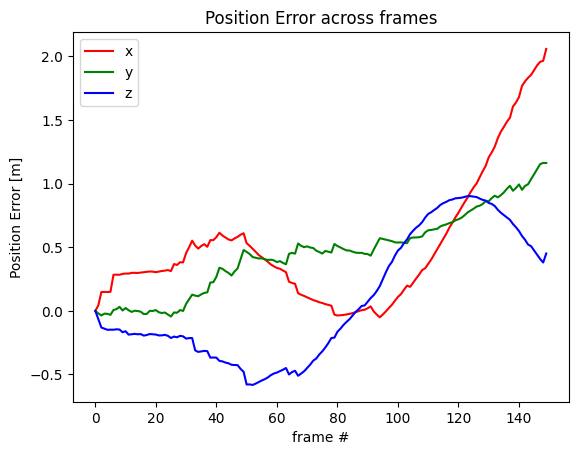 Position Error across frames
x
y
z
Position Error [m]
2.0
1.5
1.0
0.5
0.0
−0.5
0 20 40 60 80 100 120 140
frame #